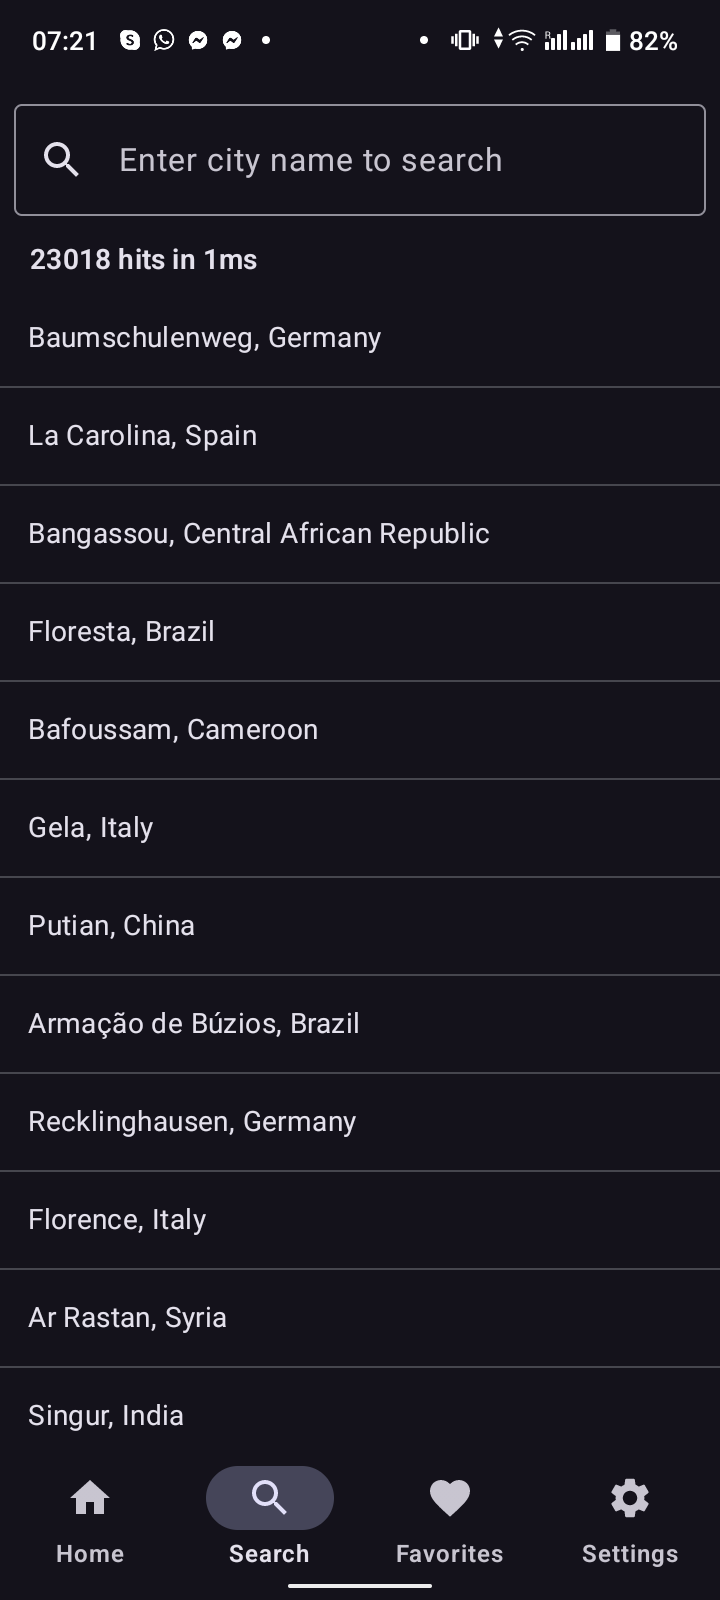 07:21
82%
Enter city name to search
23018 hits in 1ms
Baumschulenweg, Germany
La Carolina, Spain
Bangassou, Central African Republic
Floresta, Brazil
Bafoussam, Cameroon
Gela, Italy
Putian, China
Armação de Búzios, Brazil
Recklinghausen, Germany
Florence, Italy
Ar Rastan, Syria
Singur, India
Home Search Favorites Settings